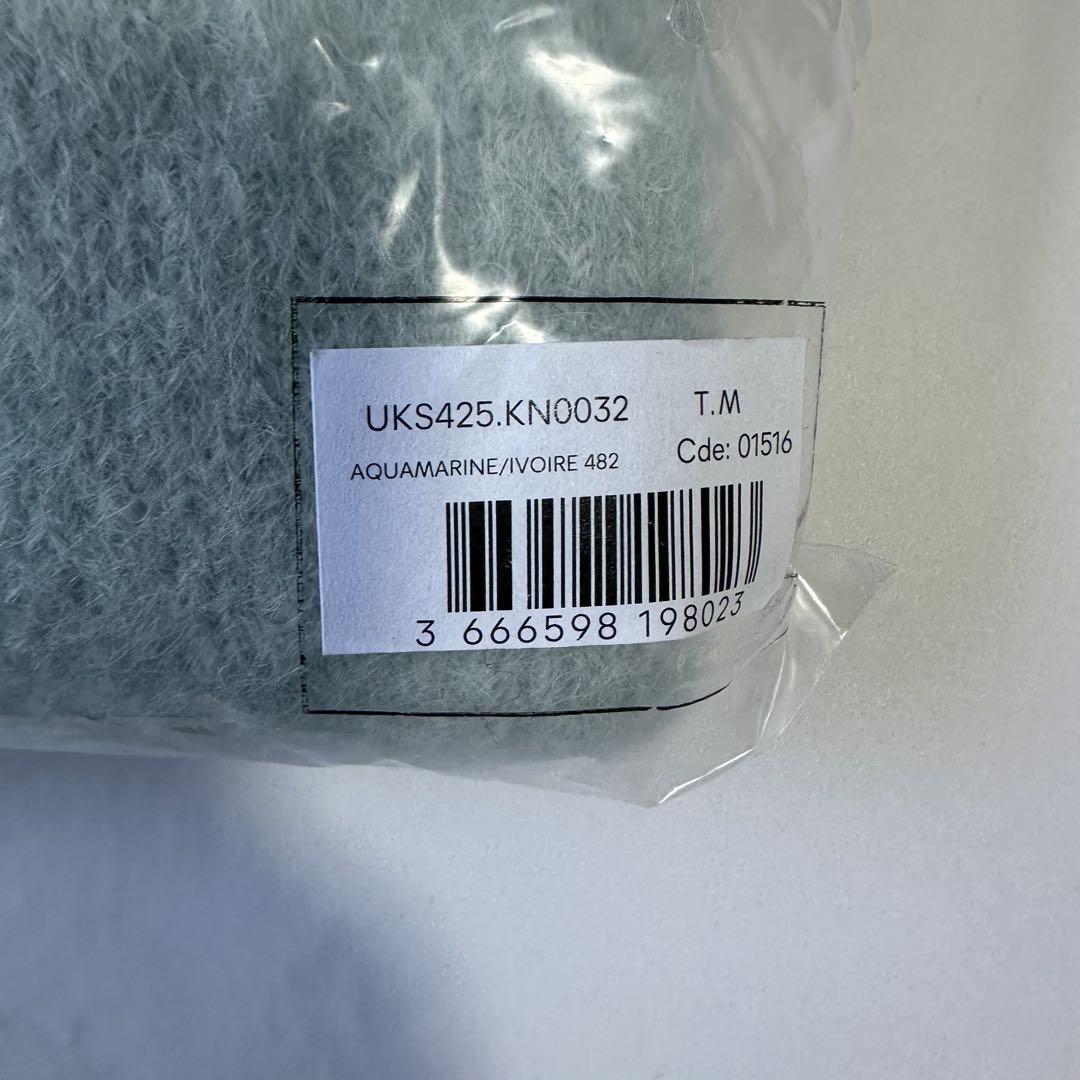 UKS425.KN0032 T.M
AQUAMARINE/IVOIRE 482 Cde: 01516
3 666598 198023